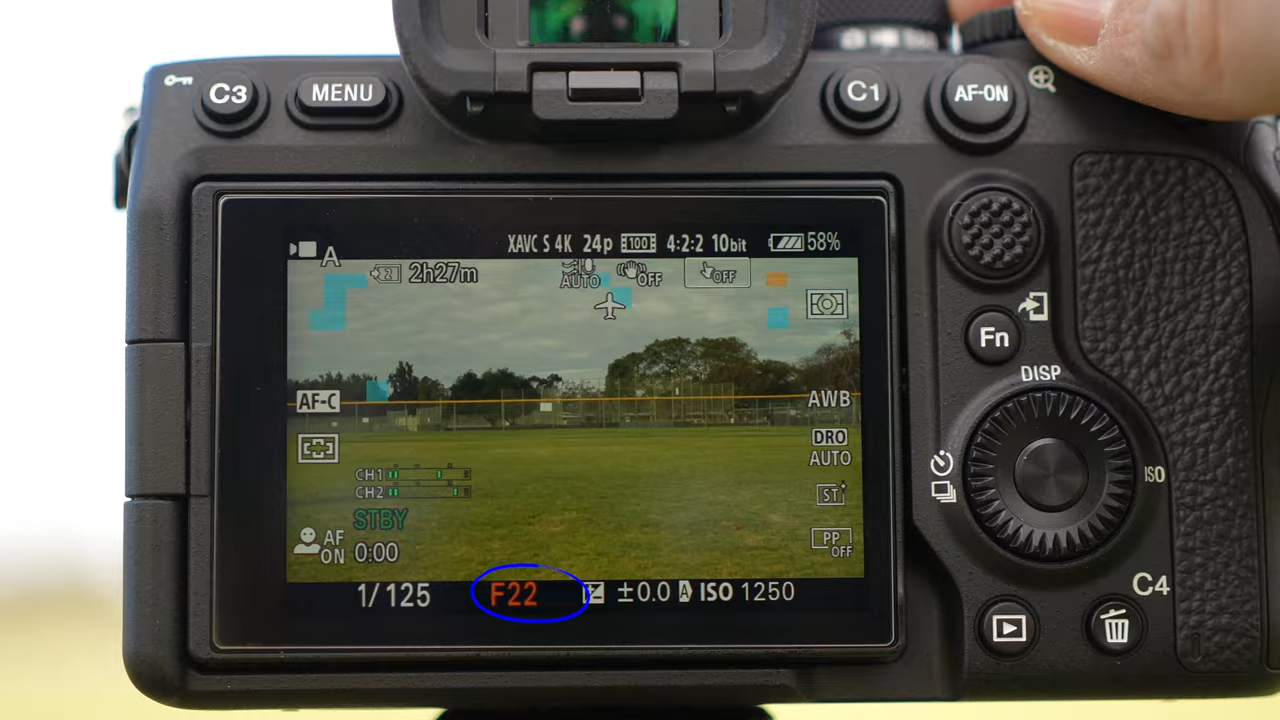 C3
MENU
C1
AF-ON
XAVC S 4K 24p 100 4:2:2 10bit 58%
A
2 2h27m
AUTO
OFF
OFF
Fn
DISP
AF-C
AWB
DRO
AUTO
CH1
CH2
STBY
ST
ISO
AF
ON
0:00
PP
OFF
1/125 F22 ±0.0 A ISO 1250
C4